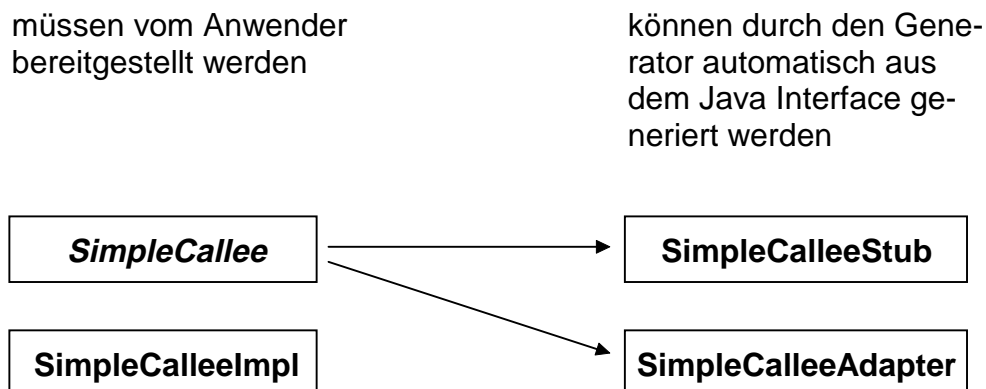 müssen vom Anwender
bereitgestellt werden
können durch den Gene-
rator automatisch aus
dem Java Interface ge-
neriert werden
SimpleCallee
SimpleCalleeStub
SimpleCalleeImpl
SimpleCalleeAdapter